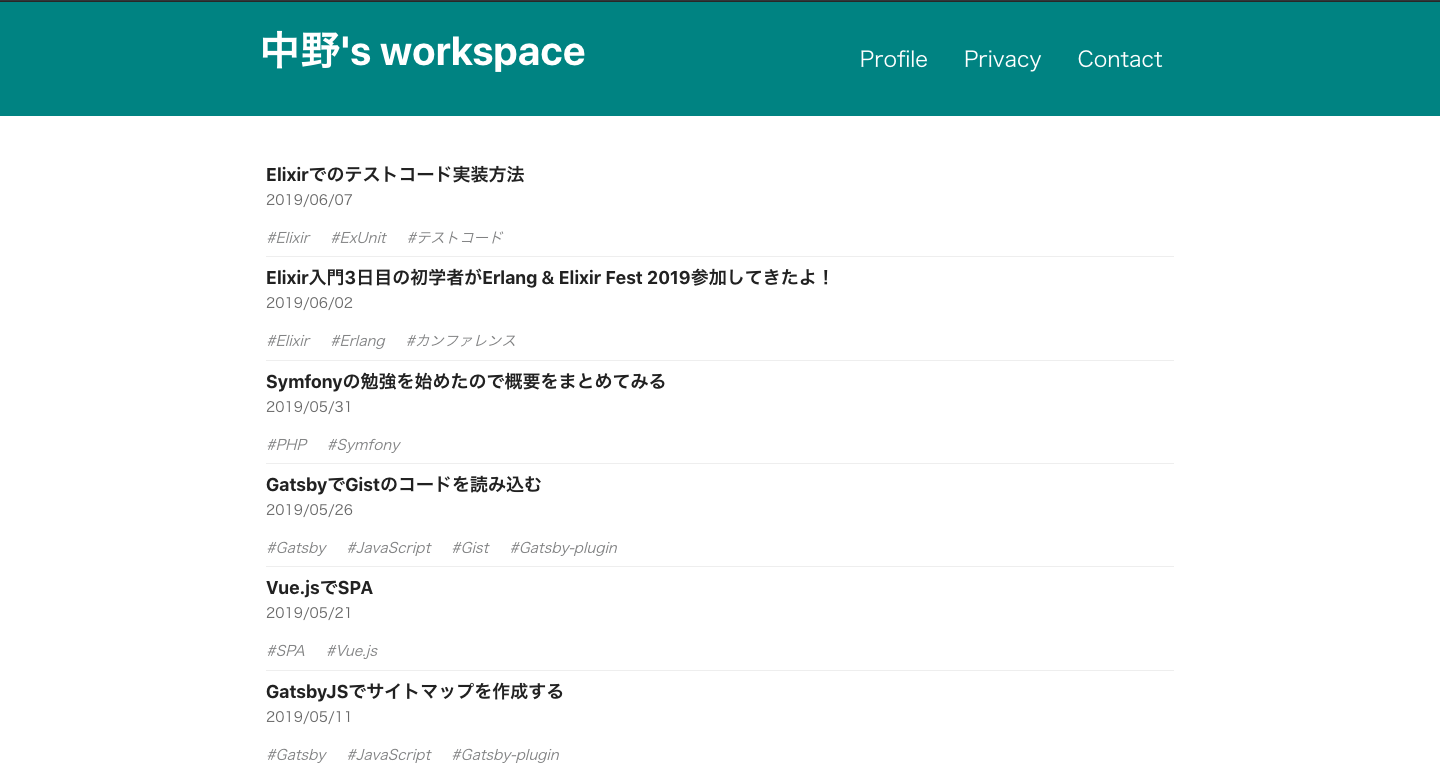 中野's workspace
Profile Privacy Contact
Elixirでのテストコード実装方法
2019/06/07
#Elixir #ExUnit #テストコード
Elixir入門3日目の初学者がErlang & Elixir Fest 2019参加してきたよ！
2019/06/02
#Elixir #Erlang #カンファレンス
Symfonyの勉強を始めたので概要をまとめてみる
2019/05/31
#PHP #Symfony
GatsbyでGistのコードを読み込む
2019/05/26
#Gatsby #JavaScript #Gist #Gatsby-plugin
Vue.jsでSPA
2019/05/21
#SPA #Vue.js
GatsbyJSでサイトマップを作成する
2019/05/11
#Gatsby #JavaScript #Gatsby-plugin